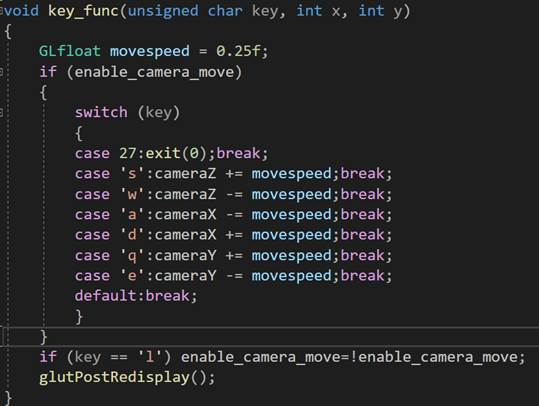 void key_func(unsigned char key, int x, int y)
{
    GLfloat movespeed = 0.25f;
    if (enable_camera_move)
    {
        switch (key)
        {
        case 27:exit(0);break;
        case 's':cameraZ += movespeed;break;
        case 'w':cameraZ -= movespeed;break;
        case 'a':cameraX -= movespeed;break;
        case 'd':cameraX += movespeed;break;
        case 'q':cameraY += movespeed;break;
        case 'e':cameraY -= movespeed;break;
        default:break;
        }
    }
    if (key == 'l') enable_camera_move=!enable_camera_move;
    glutPostRedisplay();
}